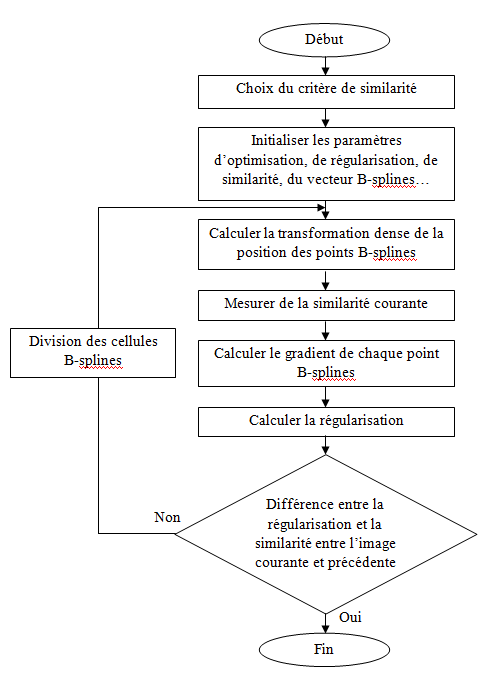 Début
Choix du critère de similarité
Initialiser les paramètres
d'optimisation, de régularisation, de
similarité, du vecteur B-splines…
Calculer la transformation dense de la
position des points B-splines
Mesurer de la similarité courante
Division des cellules
B-splines
Calculer le gradient de chaque point
B-splines
Calculer la régularisation
Différence entre la
régularisation et la
similarité entre l'image
courante et précédente
Non
Oui
Fin